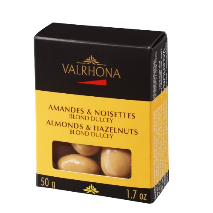 VALRHONA
AMANDES & NOISETTES
BLOND DULCEY
ALMONDS & HAZELNUTS
BLOND DULCEY
50 g
1.7 oz